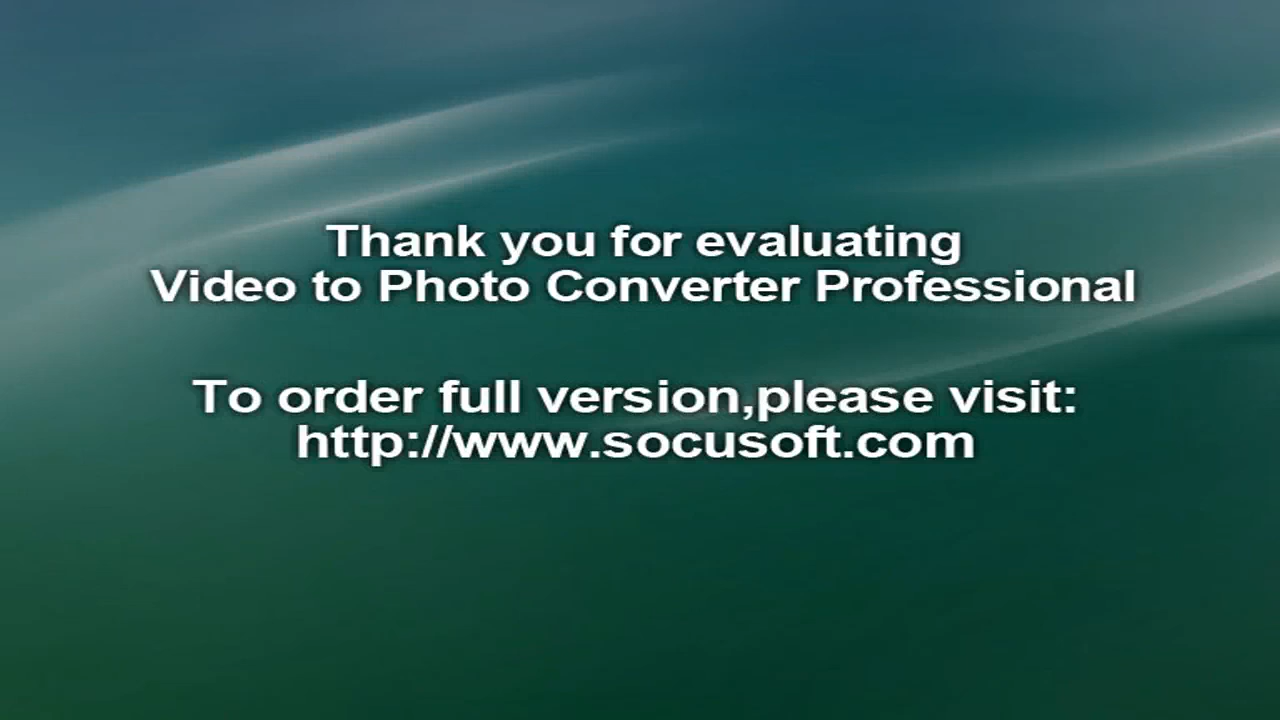 Thank you for evaluating
Video to Photo Converter Professional
To order full version,please visit:
http://www.socusoft.com